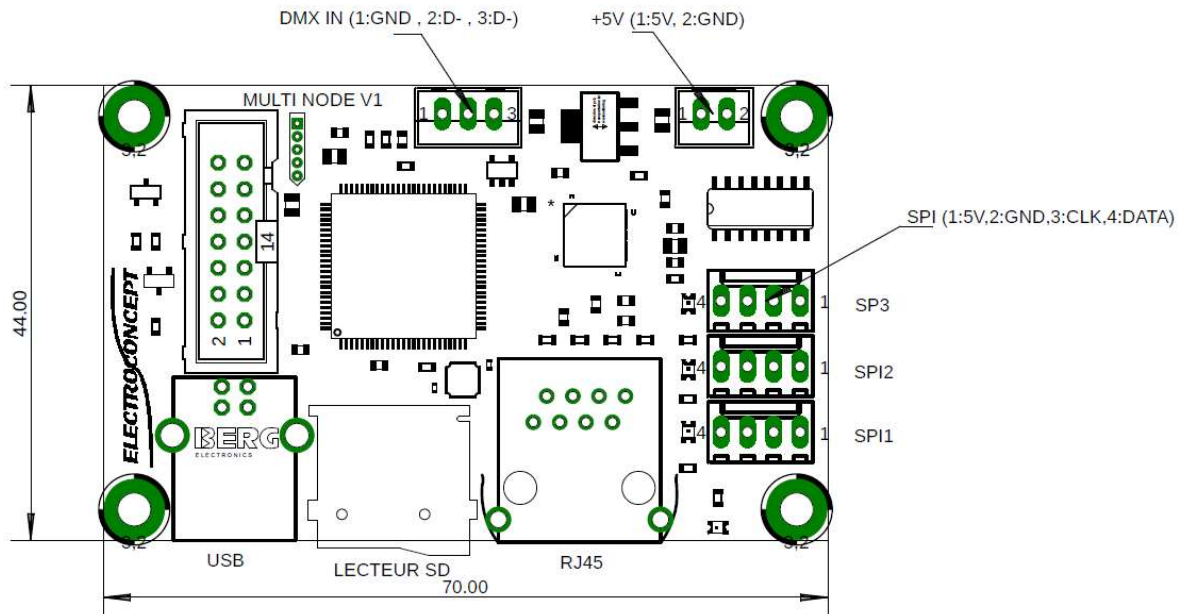 DMX IN (1:GND , 2:D- , 3:D-)
+5V (1:5V, 2:GND)
MULTI NODE V1
1
3
1
2
3,2
3,2
14
*
SPI (1:5V,2:GND,3:CLK,4:DATA)
44.00
4
1
SP3
2
1
4
1
SPI2
ELECTROCONCEPT
BERG
ELECTRONICS
4
1
SPI1
3,2
3,2
USB
LECTEUR SD
RJ45
70.00